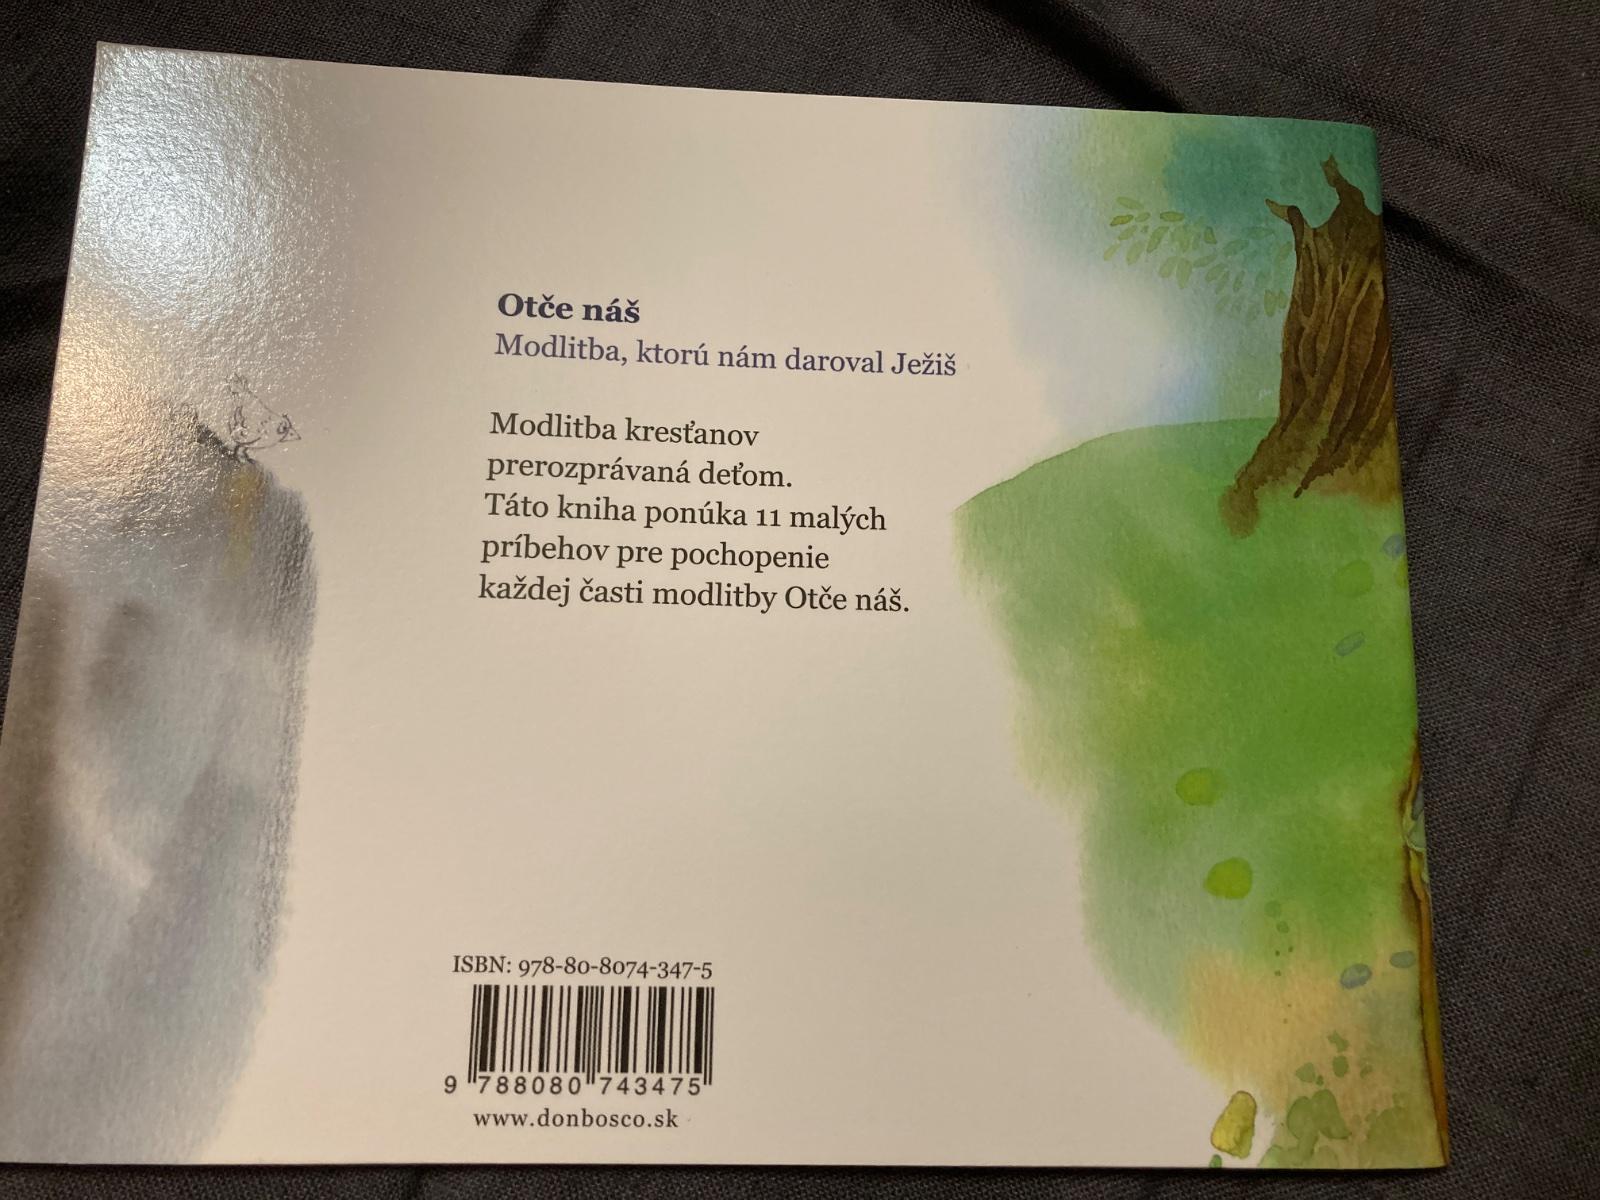 Otče náš
Modlitba, ktorú nám daroval Ježiš
Modlitba kresťanov
prerozprávaná deťom.
Táto kniha ponúka 11 malých
príbehov pre pochopenie
každej časti modlitby Otče náš.
ISBN: 978-80-8074-347-5
9 788080 743475
www.donbosco.sk